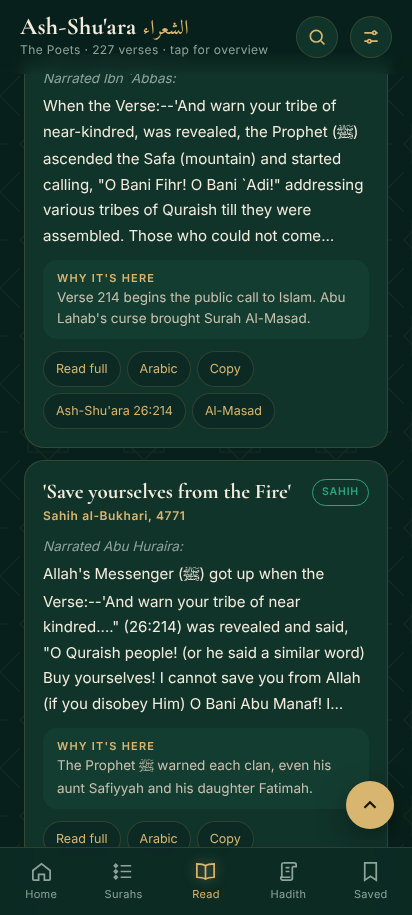 Ash-Shu'ara الشعراء
The Poets · 227 verses · tap for overview
Narrated Ibn `Abbas:
When the Verse:--'And warn your tribe of
near-kindred, was revealed, the Prophet (ﷺ)
ascended the Safa (mountain) and started
calling, "O Bani Fihr! O Bani `Adi!" addressing
various tribes of Quraish till they were
assembled. Those who could not come...
WHY IT'S HERE
Verse 214 begins the public call to Islam. Abu
Lahab's curse brought Surah Al-Masad.
Read full
Arabic
Copy
Ash-Shu'ara 26:214
Al-Masad
'Save yourselves from the Fire'
SAHIH
Sahih al-Bukhari, 4771
Narrated Abu Huraira:
Allah's Messenger (ﷺ) got up when the
Verse:--'And warn your tribe of near
kindred...." (26:214) was revealed and said,
"O Quraish people! (or he said a similar word)
Buy yourselves! I cannot save you from Allah
(if you disobey Him) O Bani Abu Manaf! I...
WHY IT'S HERE
The Prophet ﷺ warned each clan, even his
aunt Safiyyah and his daughter Fatimah.
Read full
Arabic
Copy
Home
Surahs
Read
Hadith
Saved